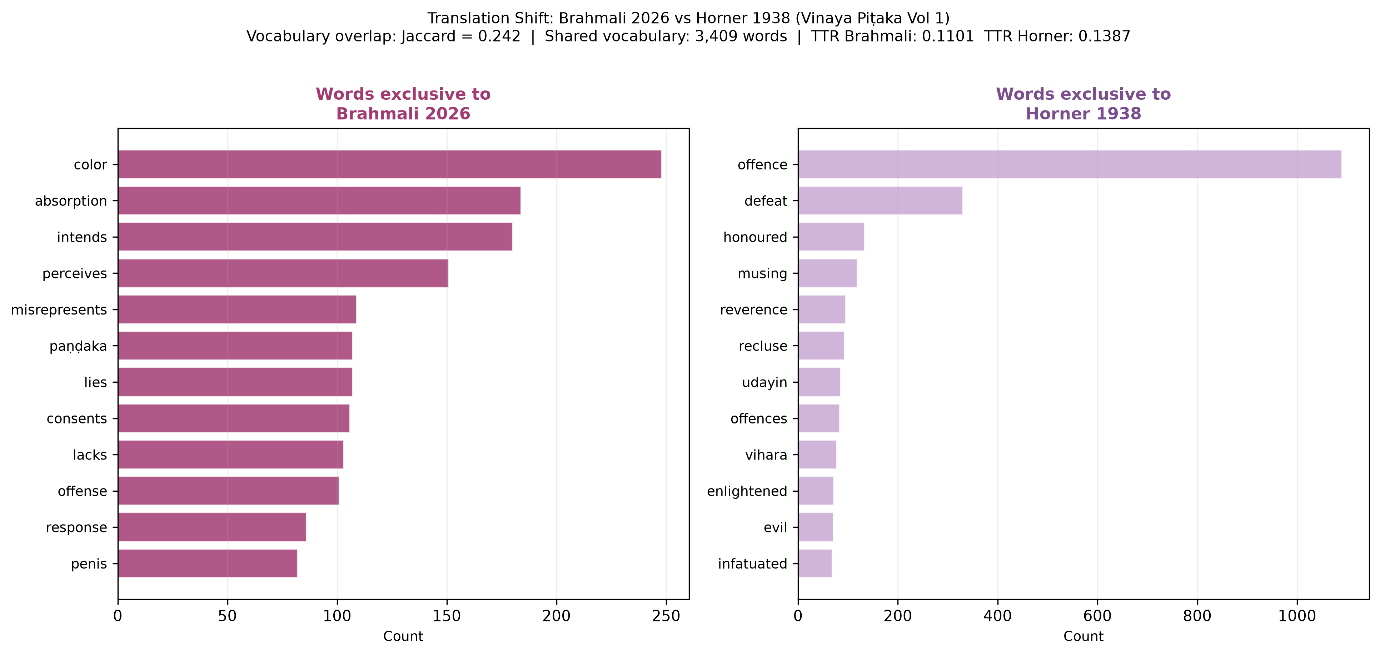 Translation Shift: Brahmali 2026 vs Horner 1938 (Vinaya Piṭaka Vol 1)
Vocabulary overlap: Jaccard = 0.242 | Shared vocabulary: 3,409 words | TTR Brahmali: 0.1101 TTR Horner: 0.1387
Words exclusive to
Brahmali 2026
color
absorption
intends
perceives
misrepresents
paṇḍaka
lies
consents
lacks
offense
response
penis
0 50 100 150 200 250
Count
Words exclusive to
Horner 1938
offence
defeat
honoured
musing
reverence
recluse
udayin
offences
vihara
enlightened
evil
infatuated
0 200 400 600 800 1000
Count